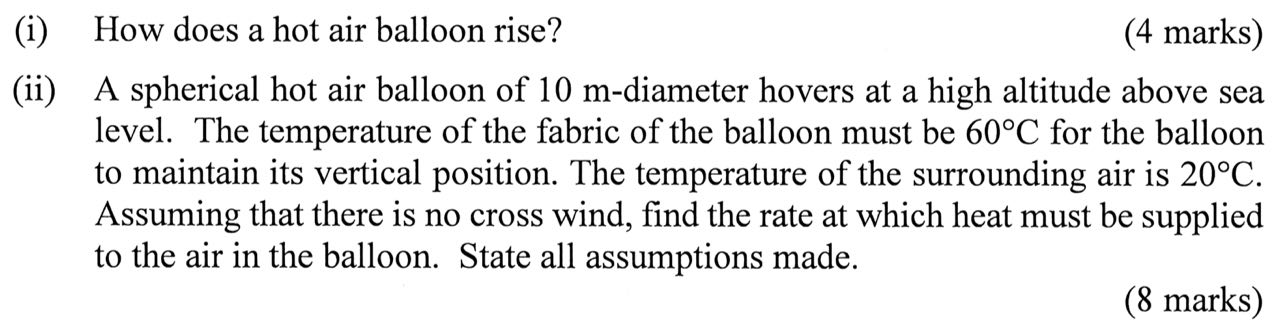 (i) How does a hot air balloon rise? (4 marks)
(ii) A spherical hot air balloon of 10 m-diameter hovers at a high altitude above sea
level. The temperature of the fabric of the balloon must be 60°C for the balloon
to maintain its vertical position. The temperature of the surrounding air is 20°C.
Assuming that there is no cross wind, find the rate at which heat must be supplied
to the air in the balloon. State all assumptions made.
(8 marks)